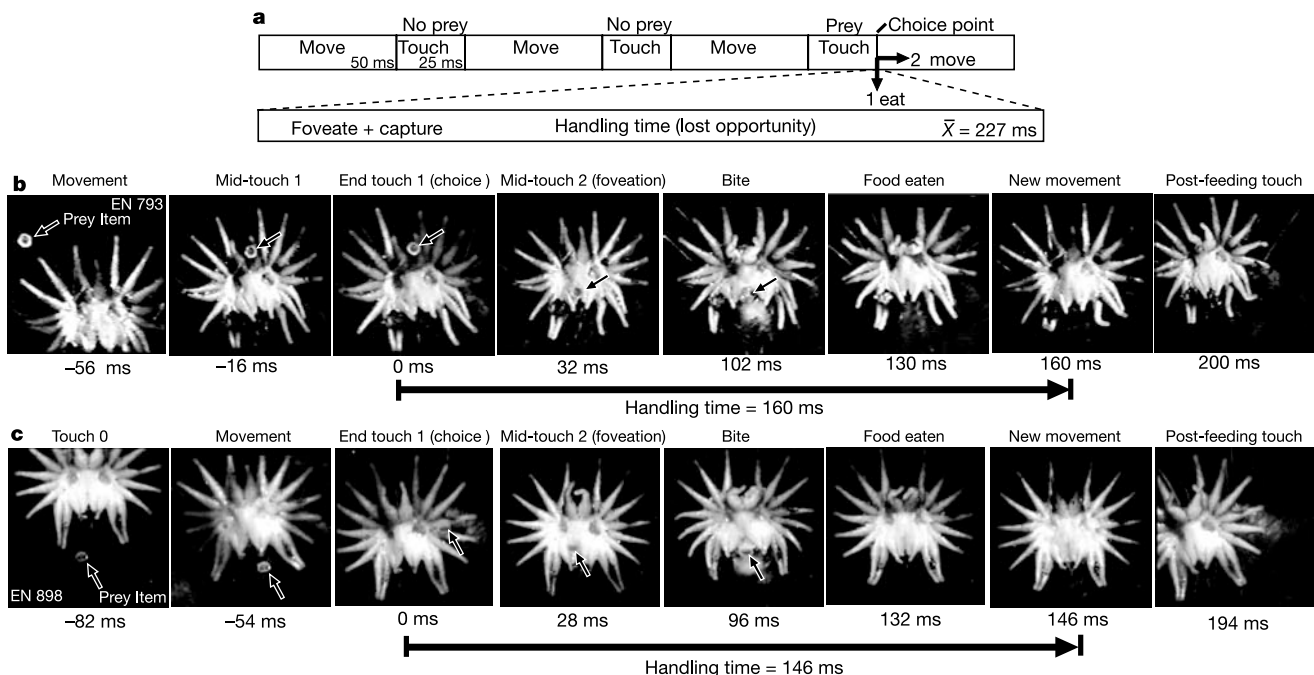 a
No prey No prey Prey Choice point
Move Touch Move Touch Move Touch
50 ms 25 ms 2 move
1 eat
Foveate + capture Handling time (lost opportunity) X̅ = 227 ms
b
Movement Mid-touch 1 End touch 1 (choice ) Mid-touch 2 (foveation) Bite Food eaten New movement Post-feeding touch
EN 793
Prey Item
–56 ms –16 ms 0 ms 32 ms 102 ms 130 ms 160 ms 200 ms
Handling time = 160 ms
c
Touch 0 Movement End touch 1 (choice ) Mid-touch 2 (foveation) Bite Food eaten New movement Post-feeding touch
EN 898 Prey Item
–82 ms –54 ms 0 ms 28 ms 96 ms 132 ms 146 ms 194 ms
Handling time = 146 ms